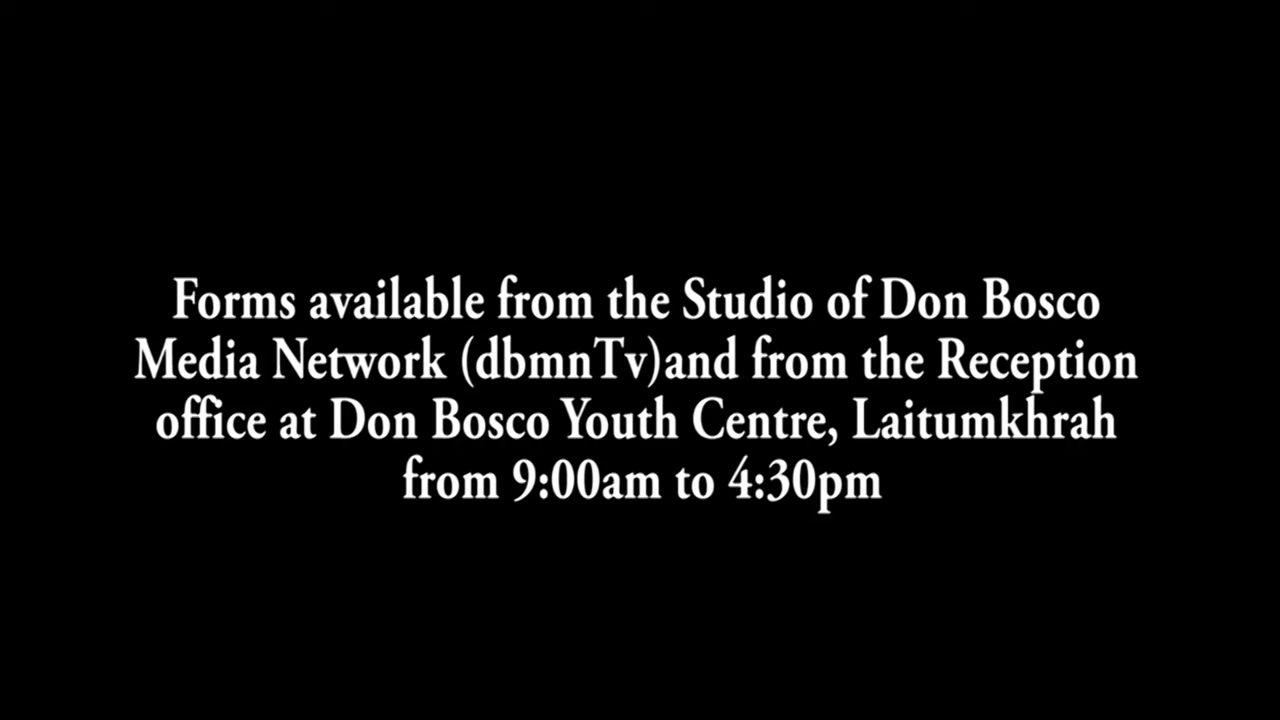 Forms available from the Studio of Don Bosco
Media Network (dbmnTv)and from the Reception
office at Don Bosco Youth Centre, Laitumkhrah
from 9:00am to 4:30pm